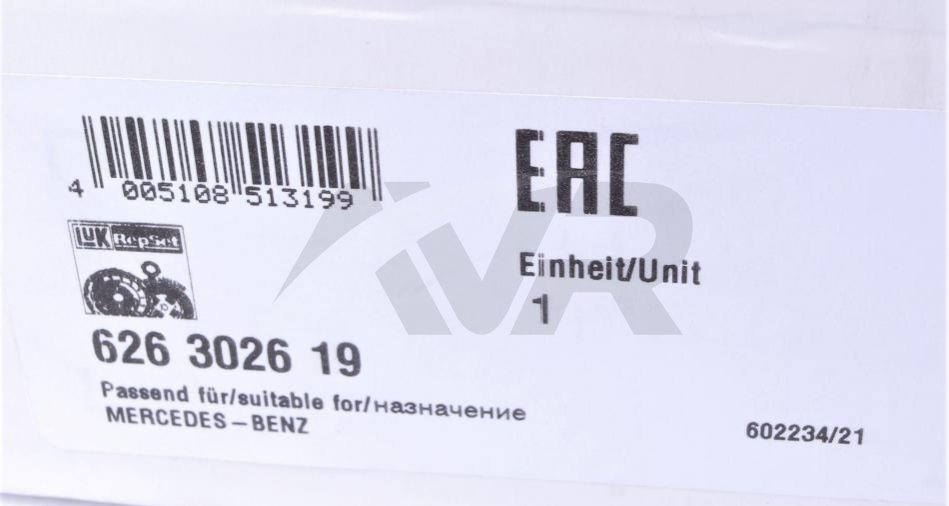 4 005108 513199
EAC
LuK RepSet
Einheit/Unit
1
626 3026 19
Passend für/suitable for/назначение
MERCEDES-BENZ
602234/21
IVR